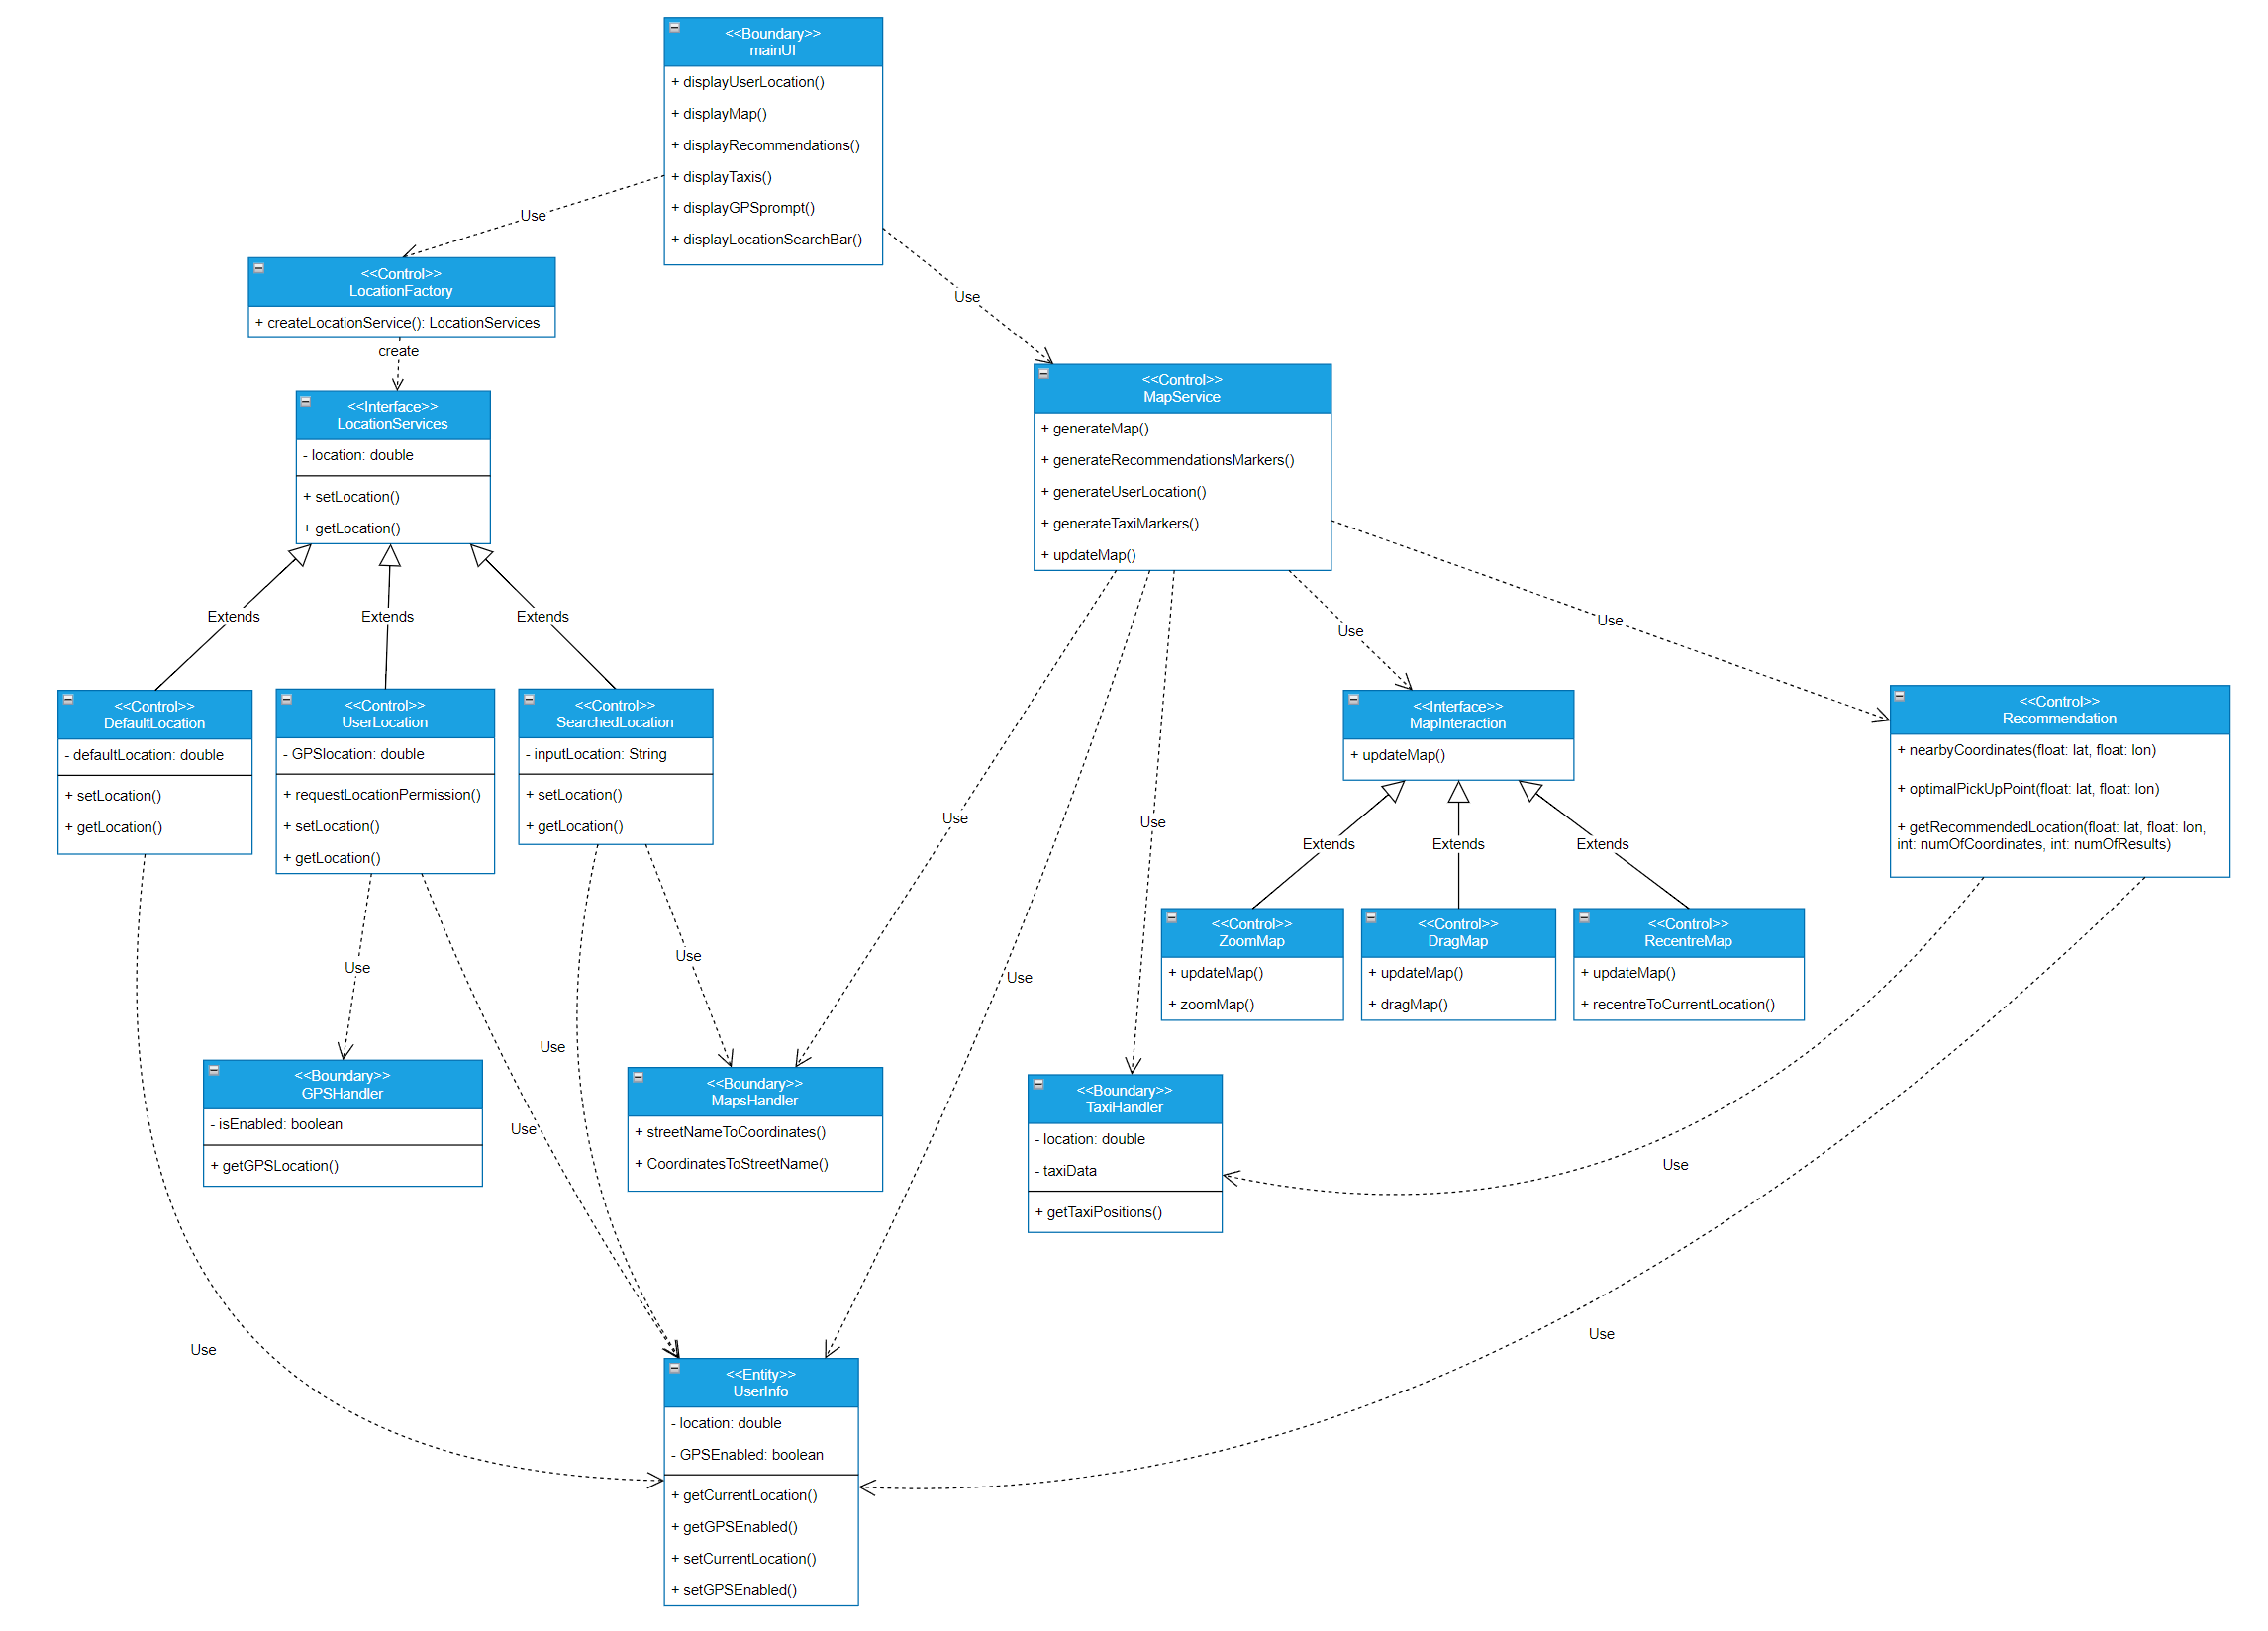 <<Boundary>>
mainUI
+ displayUserLocation()
+ displayMap()
+ displayRecommendations()
+ displayTaxis()
+ displayGPSprompt()
+ displayLocationSearchBar()
Use
Use
<<Control>>
LocationFactory
+ createLocationService(): LocationServices
create
<<Interface>>
LocationServices
- location: double
+ setLocation()
+ getLocation()
<<Control>>
MapService
+ generateMap()
+ generateRecommendationsMarkers()
+ generateUserLocation()
+ generateTaxiMarkers()
+ updateMap()
Extends
Extends
Extends
Use
Use
<<Control>>
DefaultLocation
- defaultLocation: double
+ setLocation()
+ getLocation()
<<Control>>
UserLocation
- GPSlocation: double
+ requestLocationPermission()
+ setLocation()
+ getLocation()
<<Control>>
SearchedLocation
- inputLocation: String
+ setLocation()
+ getLocation()
<<Interface>>
MapInteraction
+ updateMap()
<<Control>>
Recommendation
+ nearbyCoordinates(float: lat, float: lon)
+ optimalPickUpPoint(float: lat, float: lon)
+ getRecommendedLocation(float: lat, float: lon,
int: numOfCoordinates, int: numOfResults)
Use
Use
Extends
Extends
Extends
<<Control>>
ZoomMap
+ updateMap()
+ zoomMap()
<<Control>>
DragMap
+ updateMap()
+ dragMap()
<<Control>>
RecentreMap
+ updateMap()
+ recentreToCurrentLocation()
Use
Use
Use
Use
Use
<<Boundary>>
GPSHandler
- isEnabled: boolean
+ getGPSLocation()
<<Boundary>>
MapsHandler
+ streetNameToCoordinates()
+ CoordinatesToStreetName()
<<Boundary>>
TaxiHandler
- location: double
- taxiData
+ getTaxiPositions()
Use
Use
Use
<<Entity>>
UserInfo
- location: double
- GPSEnabled: boolean
+ getCurrentLocation()
+ getGPSEnabled()
+ setCurrentLocation()
+ setGPSEnabled()